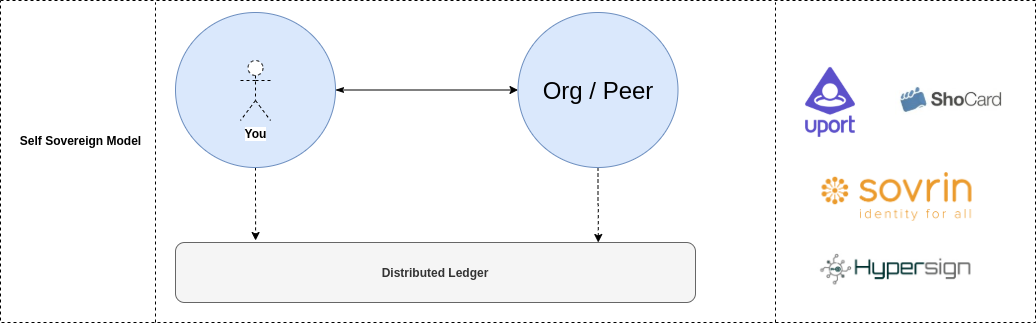 Self Sovereign Model
You
Org / Peer
Distributed Ledger
uport
ShoCard
sovrin
identity for all
Hypersign